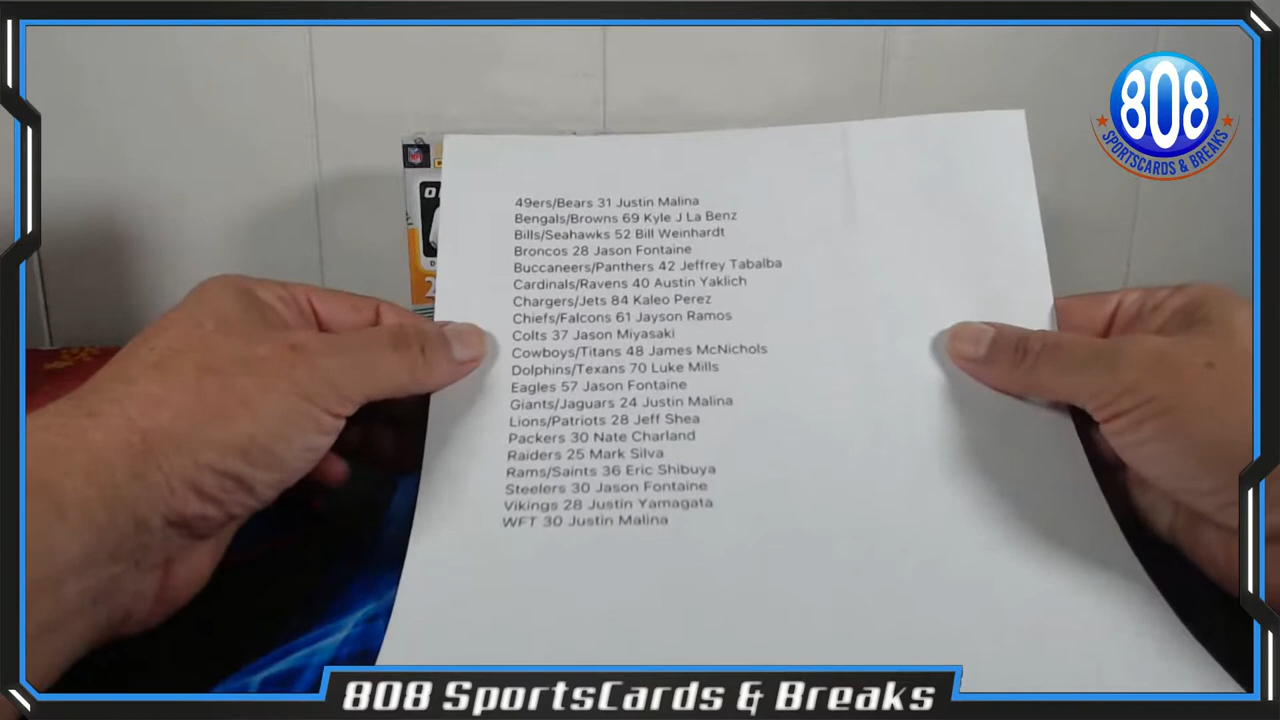 808
SPORTSCARDS & BREAKS
NFL
49ers/Bears 31 Justin Malina
Bengals/Browns 69 Kyle J La Benz
Bills/Seahawks 52 Bill Weinhardt
Broncos 28 Jason Fontaine
Buccaneers/Panthers 42 Jeffrey Tabalba
Cardinals/Ravens 40 Austin Yaklich
Chargers/Jets 84 Kaleo Perez
Chiefs/Falcons 61 Jayson Ramos
Colts 37 Jason Miyasaki
Cowboys/Titans 48 James McNichols
Dolphins/Texans 70 Luke Mills
Eagles 57 Jason Fontaine
Giants/Jaguars 24 Justin Malina
Lions/Patriots 28 Jeff Shea
Packers 30 Nate Charland
Raiders 25 Mark Silva
Rams/Saints 36 Eric Shibuya
Steelers 30 Jason Fontaine
Vikings 28 Justin Yamagata
WFT 30 Justin Malina
808 SportsCards & Breaks